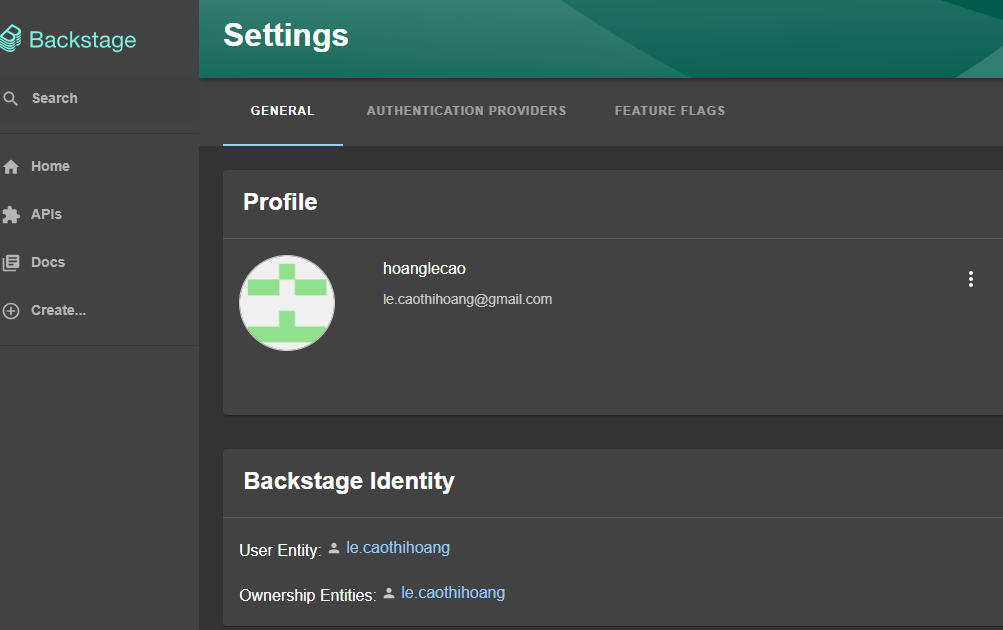 Backstage
Search
Home
APIs
Docs
Create...
Settings
GENERAL AUTHENTICATION PROVIDERS FEATURE FLAGS
Profile
hoanglecao
le.caothihoang@gmail.com
Backstage Identity
User Entity: le.caothihoang
Ownership Entities: le.caothihoang